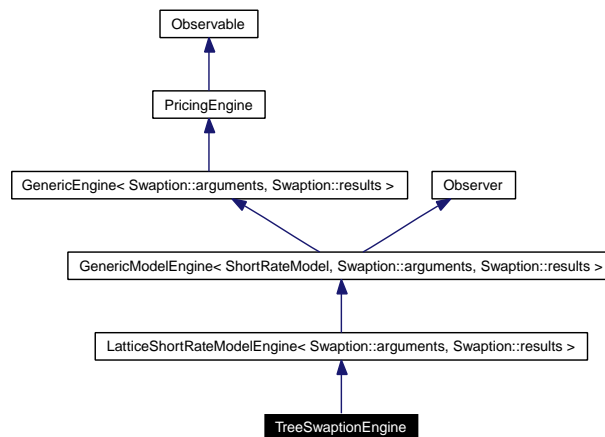 Observable
PricingEngine
GenericEngine< Swaption::arguments, Swaption::results >
Observer
GenericModelEngine< ShortRateModel, Swaption::arguments, Swaption::results >
LatticeShortRateModelEngine< Swaption::arguments, Swaption::results >
TreeSwaptionEngine